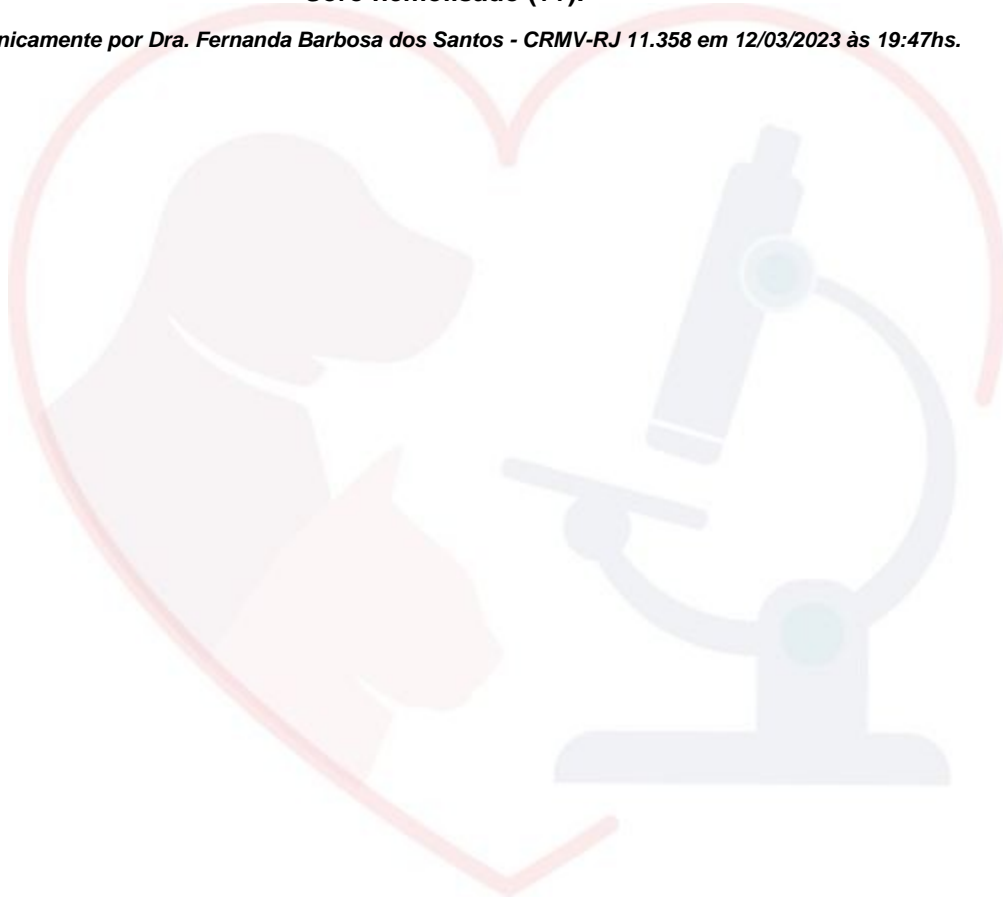 nicamente por Dra. Fernanda Barbosa dos Santos - CRMV-RJ 11.358 em 12/03/2023 às 19:47hs.